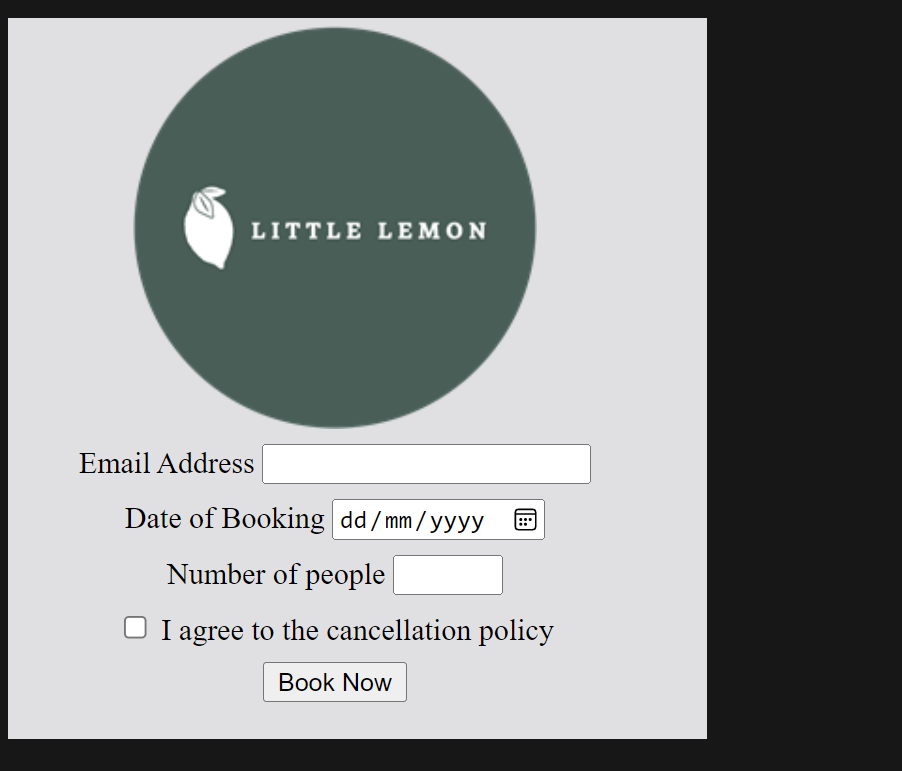 LITTLE LEMON
Email Address
Date of Booking dd/mm/yyyy
Number of people
I agree to the cancellation policy
Book Now